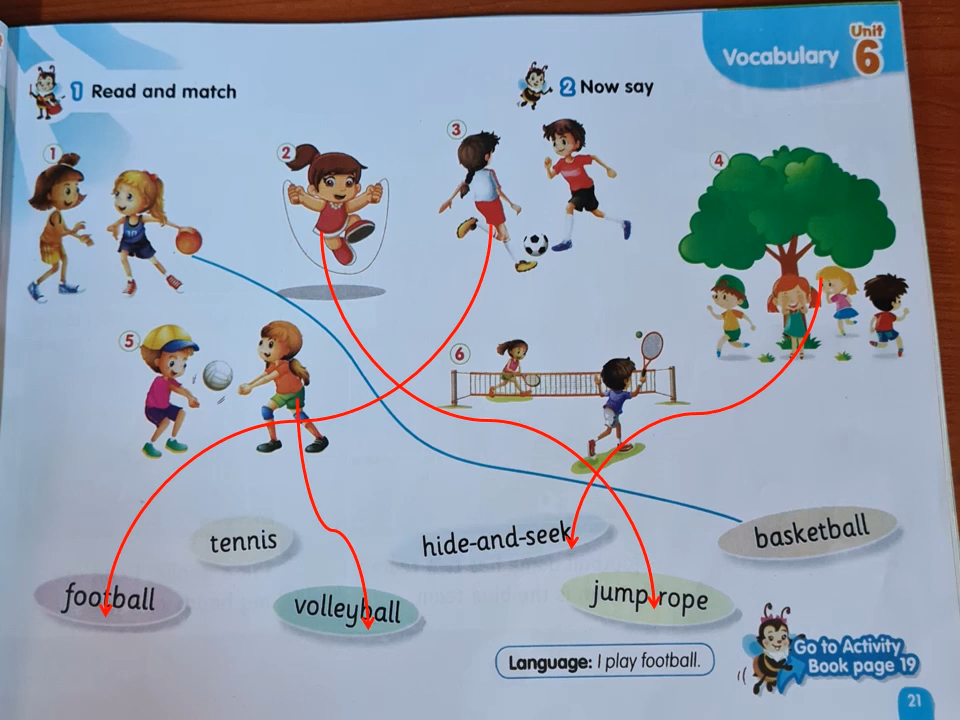 Unit
Vocabulary 6
1 Read and match
2 Now say
1
2
3
4
10
5
6
tennis
hide-and-seek
basketball
football
volleyball
jump rope
Language: I play football.
Go to Activity
Book page 19
21